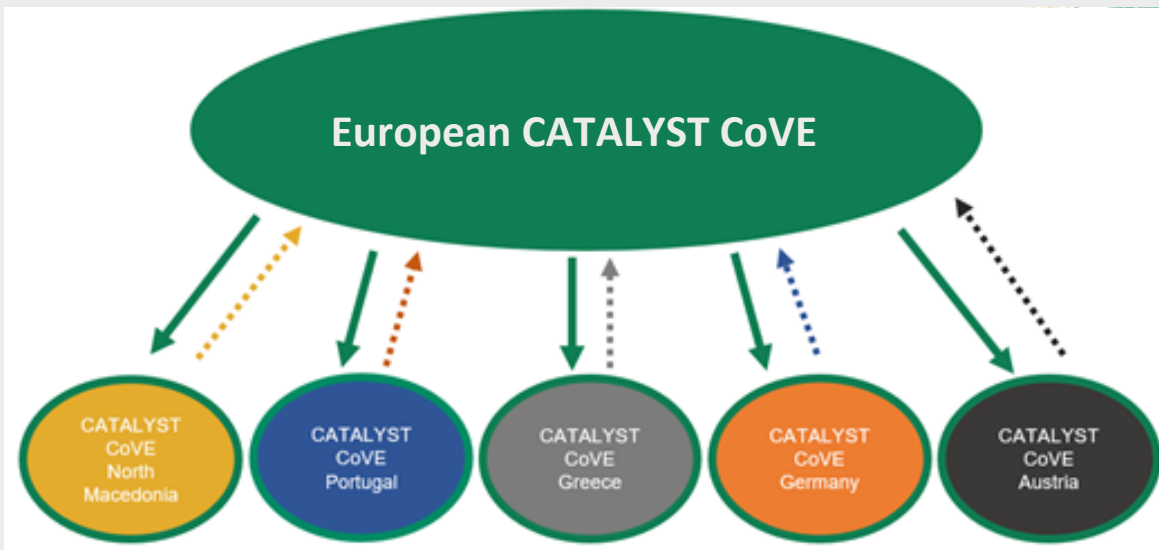 European CATALYST CoVE
CATALYST
CoVE
North
Macedonia
CATALYST
CoVE
Portugal
CATALYST
CoVE
Greece
CATALYST
CoVE
Germany
CATALYST
CoVE
Austria